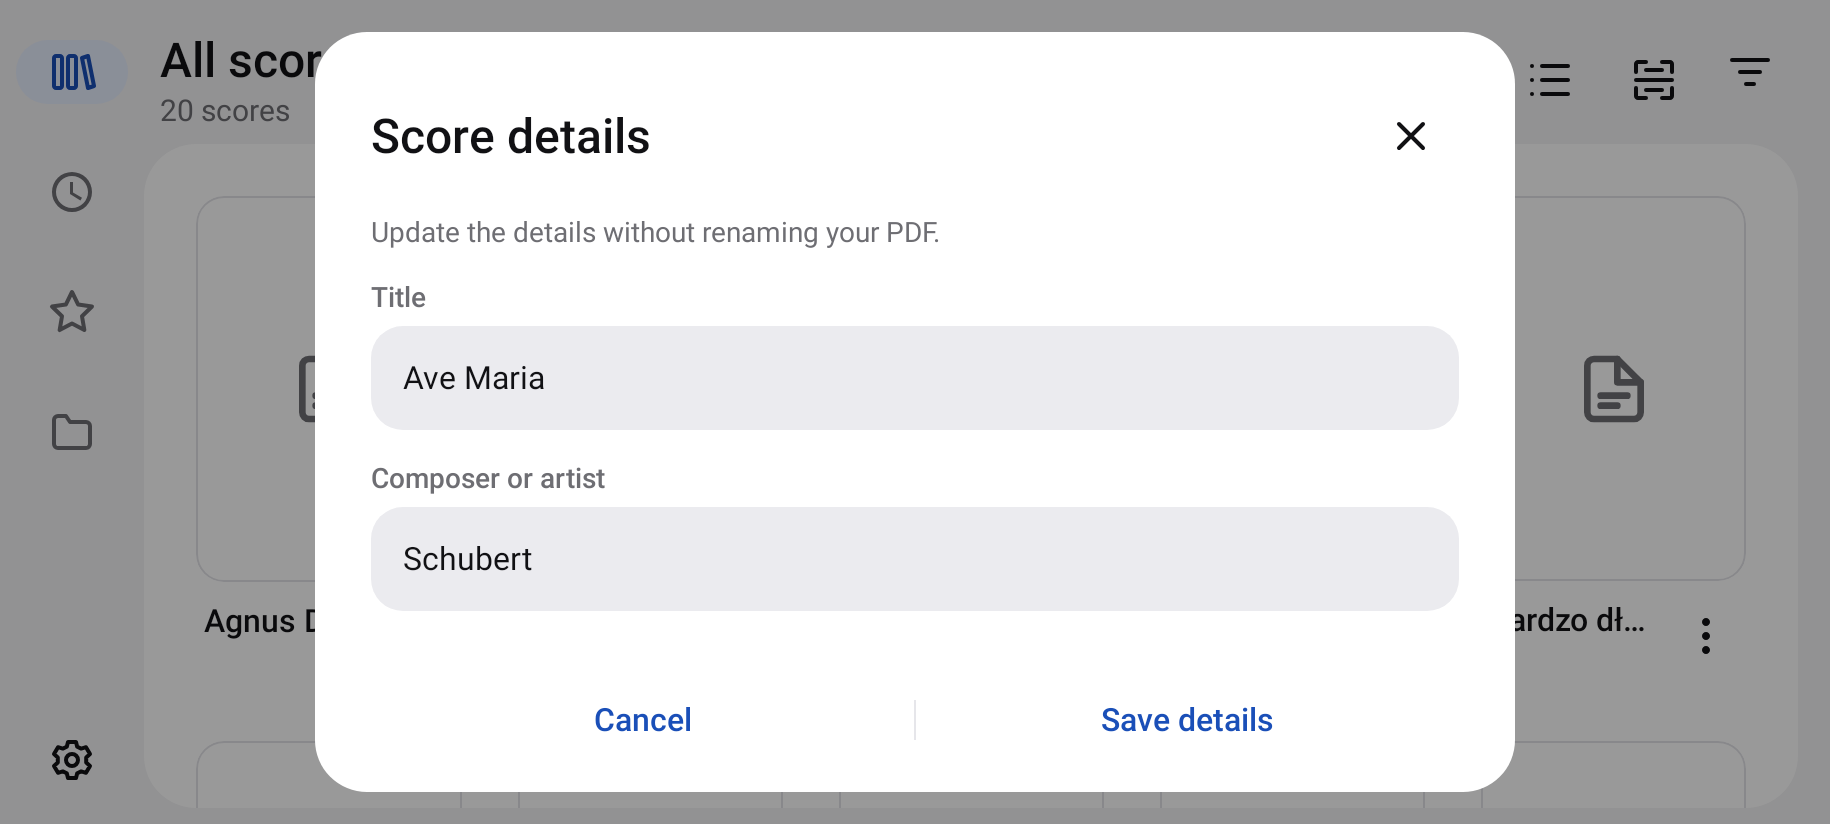 All scor
20 scores
Score details
Update the details without renaming your PDF.
Title
Ave Maria
Composer or artist
Schubert
Agnus
ardzo dł...
Cancel
Save details